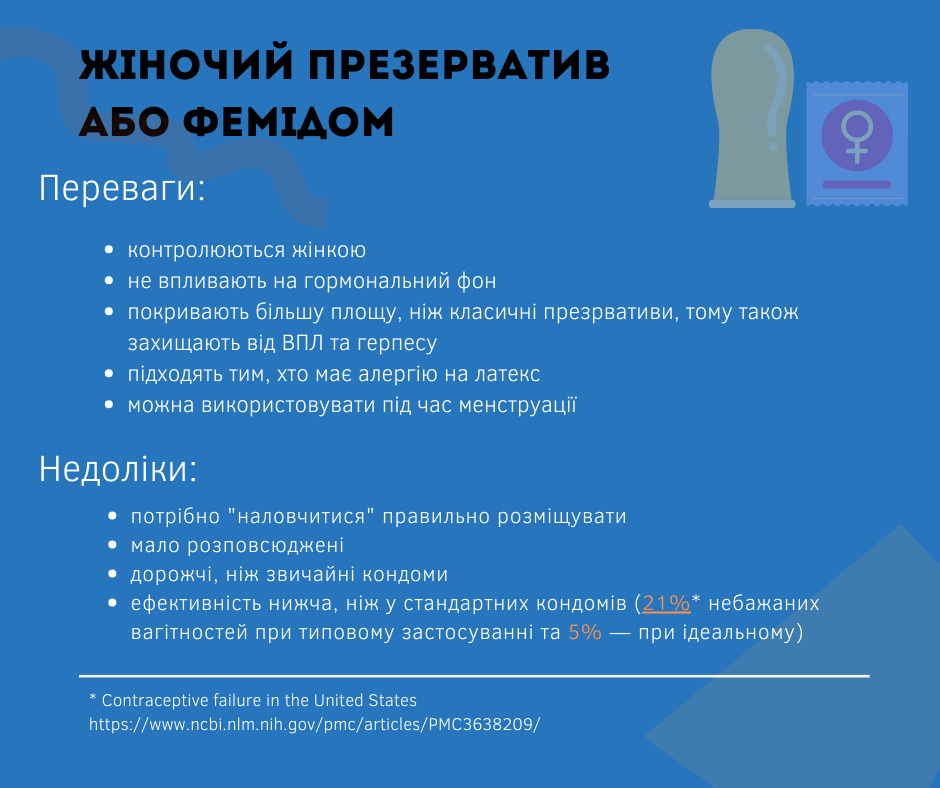 ЖІНОЧИЙ ПРЕЗЕРВАТИВ
АБО ФЕМІДОМ
Переваги:
• контролюються жінкою
• не впливають на гормональний фон
• покривають більшу площу, ніж класичні презрвативи, тому також
захищають від ВПЛ та герпесу
• підходять тим, хто має алергію на латекс
• можна використовувати під час менструації
Недоліки:
• потрібно "наловчитися" правильно розміщувати
• мало розповсюджені
• дорожчі, ніж звичайні кондоми
• ефективність нижча, ніж у стандартних кондомів (21%* небажаних
вагітностей при типовому застосуванні та 5% — при ідеальному)
* Contraceptive failure in the United States
https://www.ncbi.nlm.nih.gov/pmc/articles/PMC3638209/